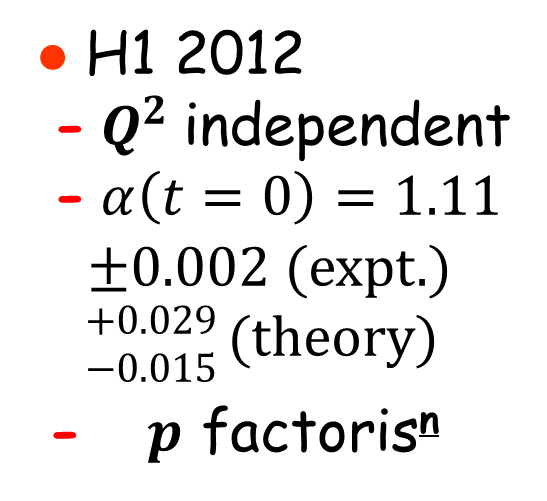 • H1 2012
- Q² independent
- α(t = 0) = 1.11
±0.002 (expt.)
+0.029
−0.015 (theory)
- p factorisⁿ